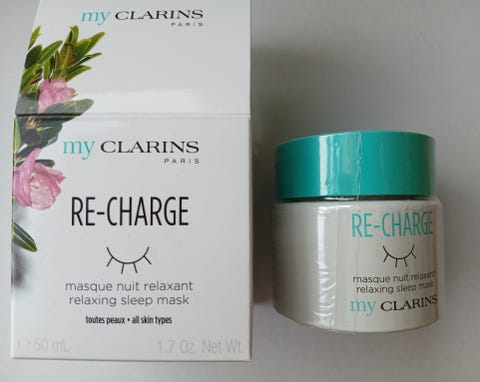 my CLARINS
PARIS
my CLARINS
PARIS
RE-CHARGE
masque nuit relaxant
relaxing sleep mask
toutes peaux • all skin types
℮ 50 mL 1.7 Oz. Net Wt.
RE-CHARGE
masque nuit relaxant
relaxing sleep mask
my CLARINS